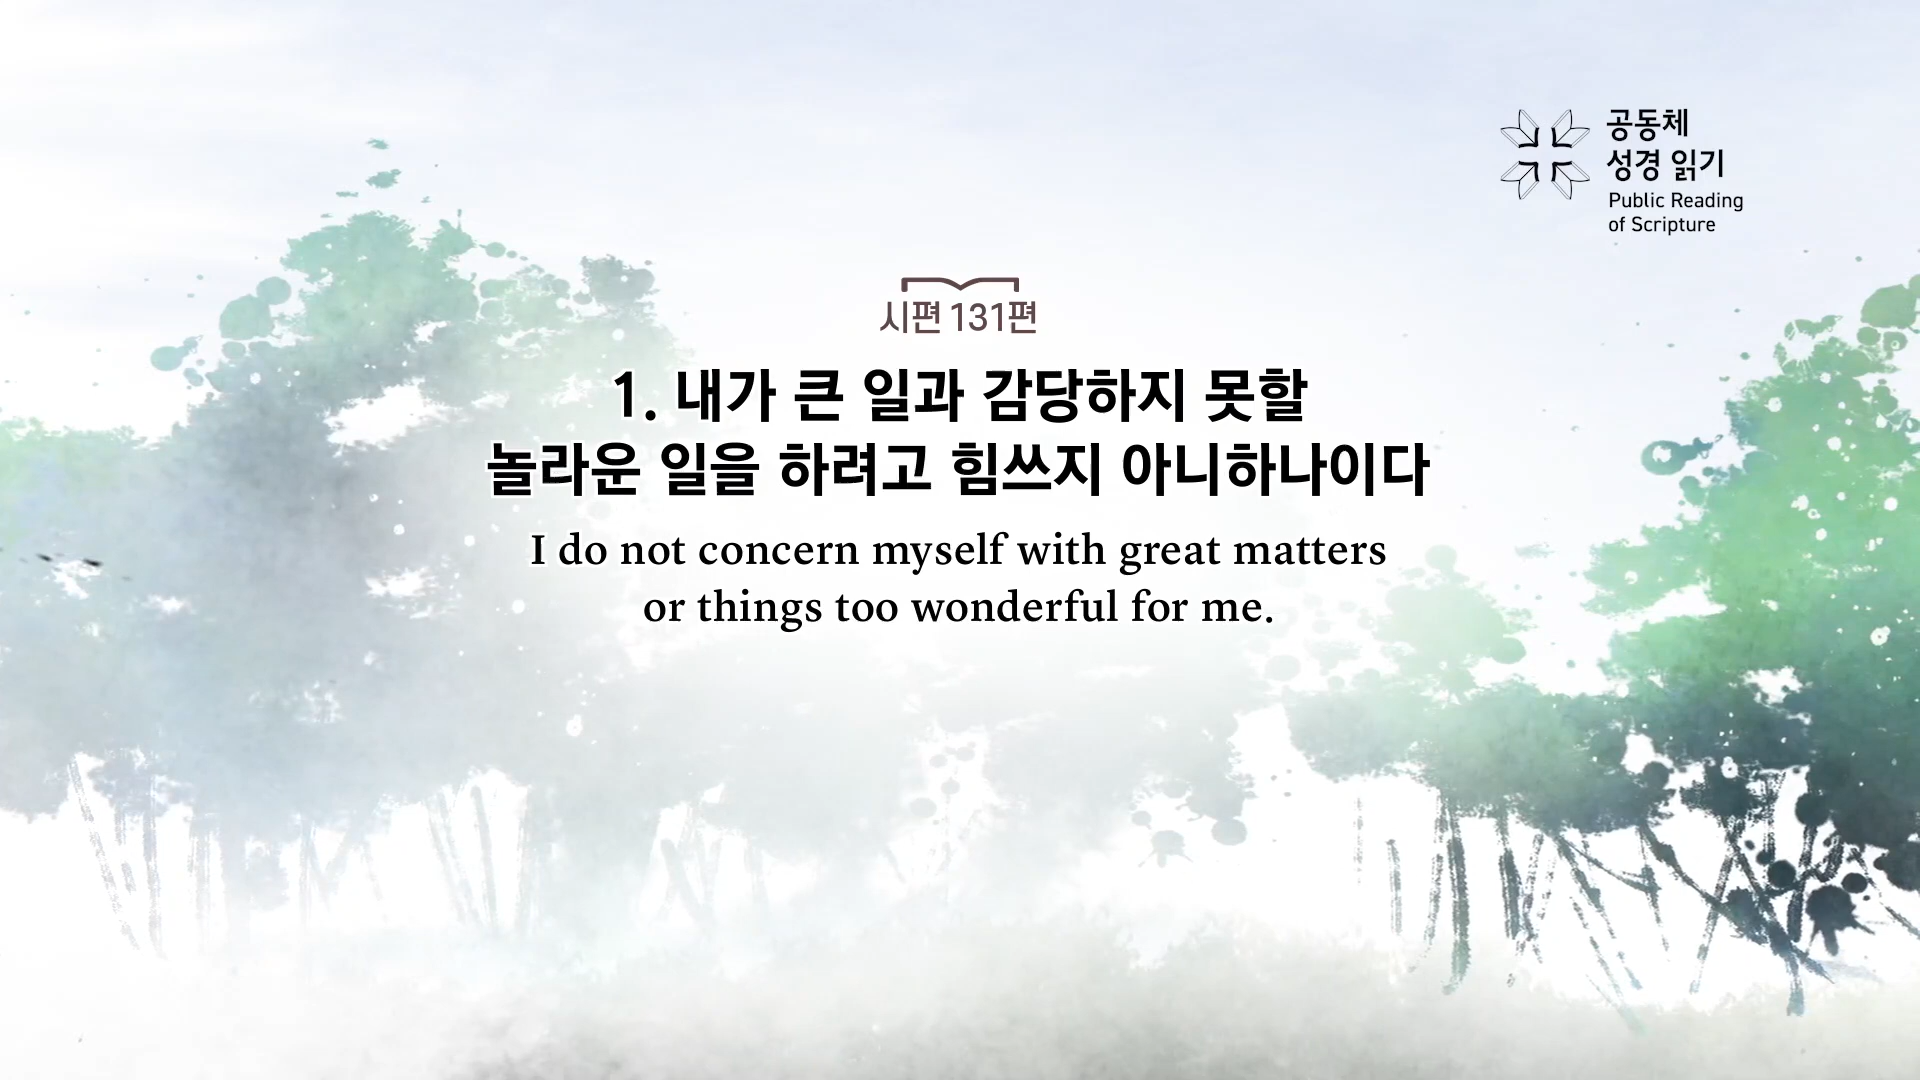 공동체
성경 읽기
Public Reading
of Scripture
시편 131편
1. 내가 큰 일과 감당하지 못할
놀라운 일을 하려고 힘쓰지 아니하나이다
I do not concern myself with great matters
or things too wonderful for me.